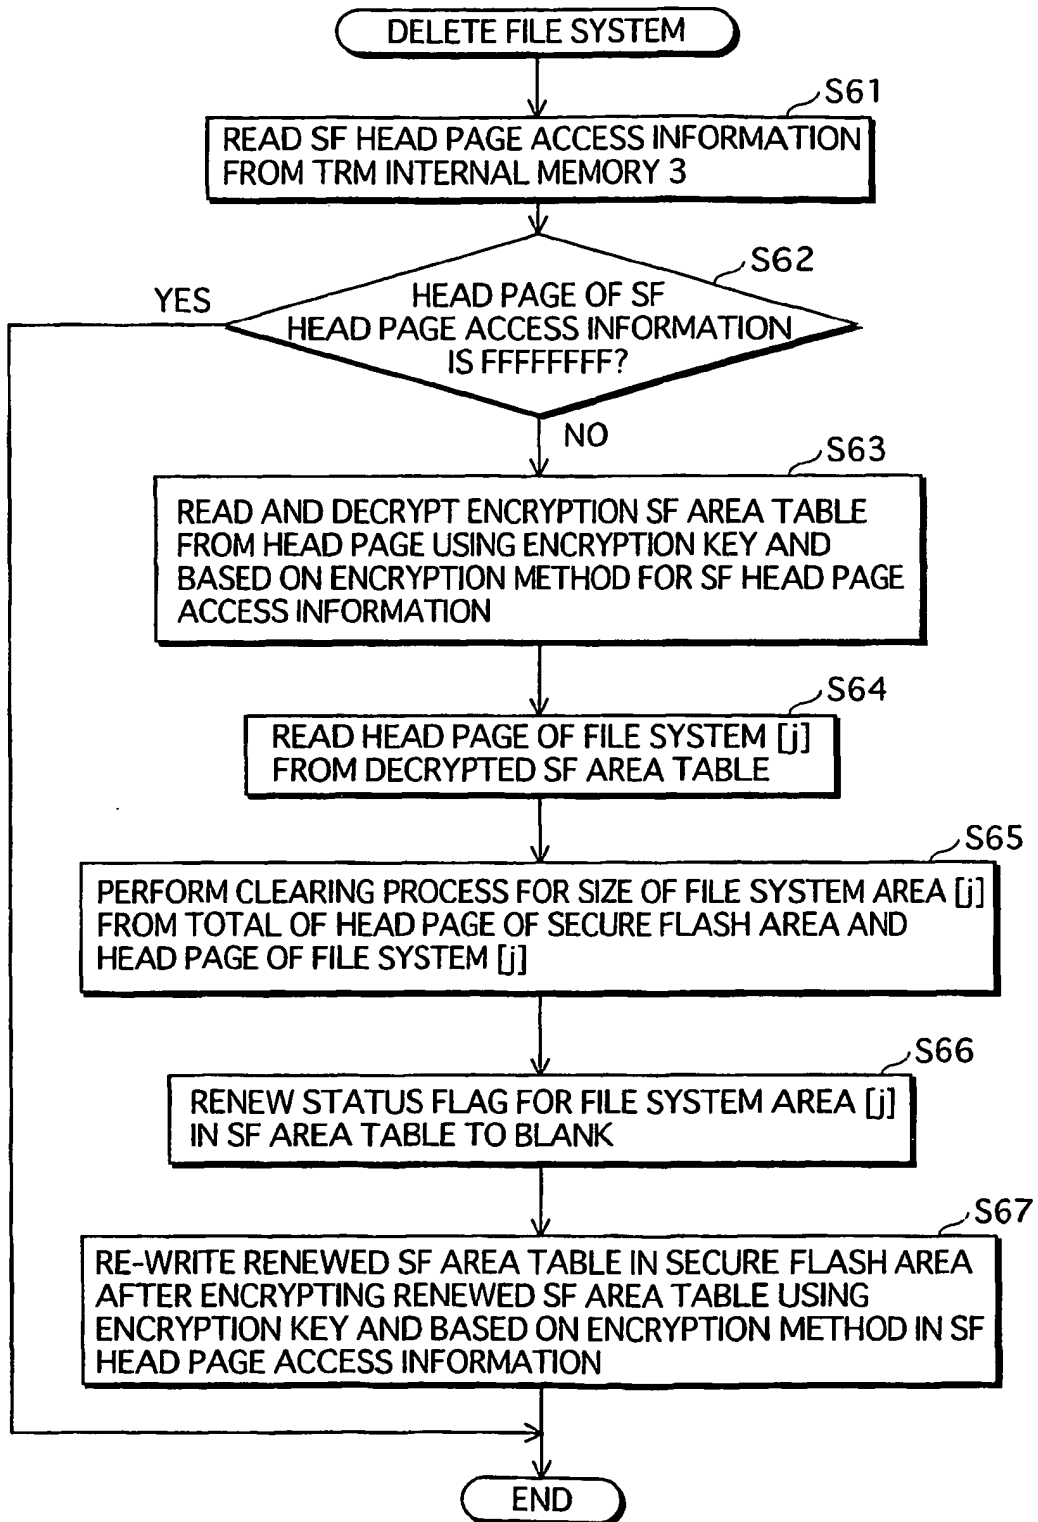 DELETE FILE SYSTEM
S61
READ SF HEAD PAGE ACCESS INFORMATION
FROM TRM INTERNAL MEMORY 3
S62
YES
HEAD PAGE OF SF
HEAD PAGE ACCESS INFORMATION
IS FFFFFFFF?
NO
S63
READ AND DECRYPT ENCRYPTION SF AREA TABLE
FROM HEAD PAGE USING ENCRYPTION KEY AND
BASED ON ENCRYPTION METHOD FOR SF HEAD PAGE
ACCESS INFORMATION
S64
READ HEAD PAGE OF FILE SYSTEM [j]
FROM DECRYPTED SF AREA TABLE
S65
PERFORM CLEARING PROCESS FOR SIZE OF FILE SYSTEM AREA [j]
FROM TOTAL OF HEAD PAGE OF SECURE FLASH AREA AND
HEAD PAGE OF FILE SYSTEM [j]
S66
RENEW STATUS FLAG FOR FILE SYSTEM AREA [j]
IN SF AREA TABLE TO BLANK
S67
RE-WRITE RENEWED SF AREA TABLE IN SECURE FLASH AREA
AFTER ENCRYPTING RENEWED SF AREA TABLE USING
ENCRYPTION KEY AND BASED ON ENCRYPTION METHOD IN SF
HEAD PAGE ACCESS INFORMATION
END